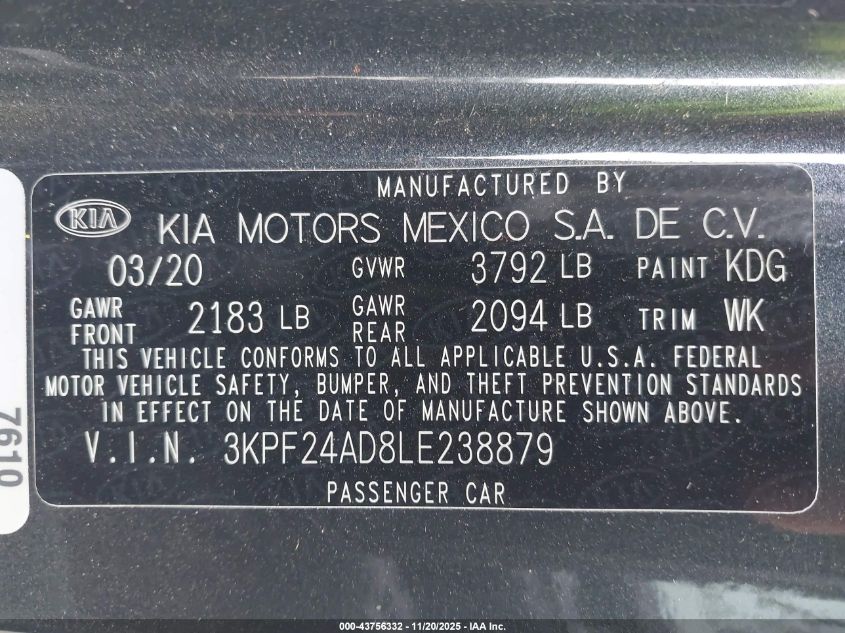 MANUFACTURED BY
KIA KIA MOTORS MEXICO S.A. DE C.V.
03/20 GVWR 3792 LB PAINT KDG
GAWR FRONT 2183 LB GAWR REAR 2094 LB TRIM WK
THIS VEHICLE CONFORMS TO ALL APPLICABLE U.S.A. FEDERAL
MOTOR VEHICLE SAFETY, BUMPER, AND THEFT PREVENTION STANDARDS
IN EFFECT ON THE DATE OF MANUFACTURE SHOWN ABOVE.
V.I.N. 3KPF24AD8LE238879
PASSENGER CAR
7619
000-43756332 - 11/20/2025 - IAA Inc.